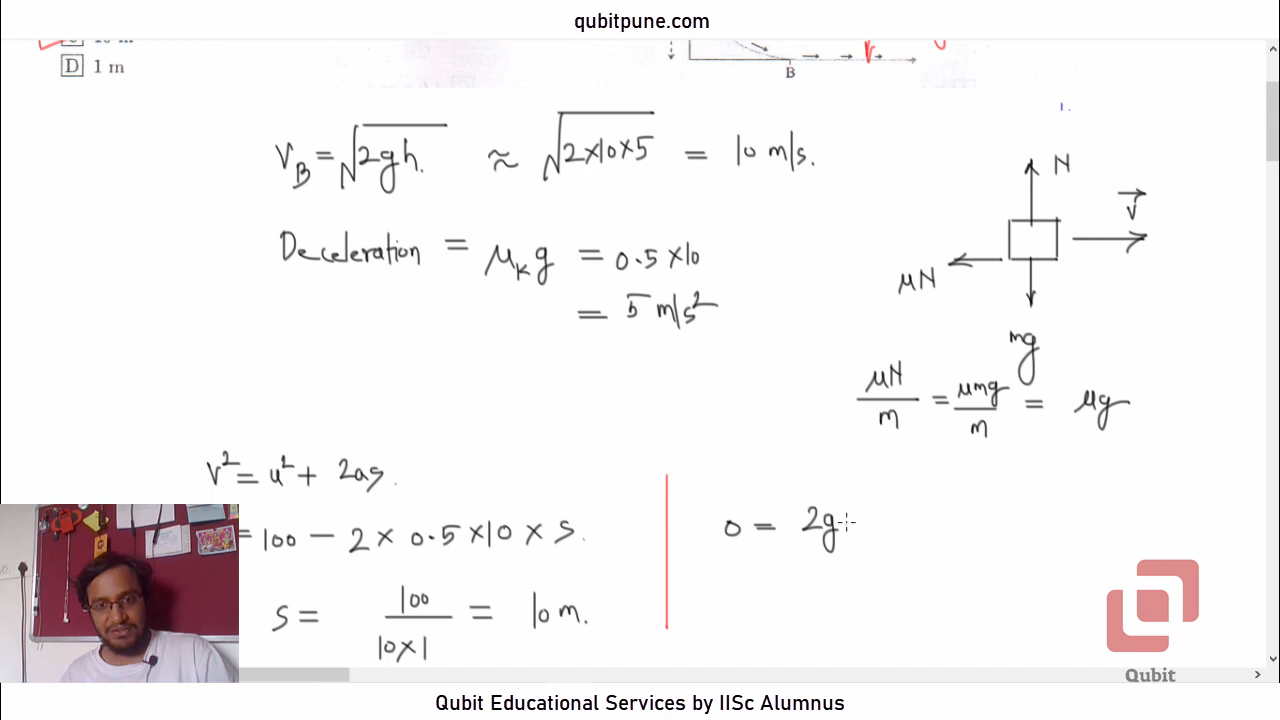 qubitpune.com
D 1 m
B
V
1.
V_B = √2gh. ≈ √2×10×5 = 10 m/s.
N
V
Deceleration = μ_K g = 0.5 × 10
= 5 m/s²
μN
mg
μN/m = μmg/m = μg
V² = u² + 2as.
= 100 − 2 × 0.5 × 10 × S.
0 = 2g
S = 100/10×1 = 10 m.
Qubit
Qubit Educational Services by IISc Alumnus